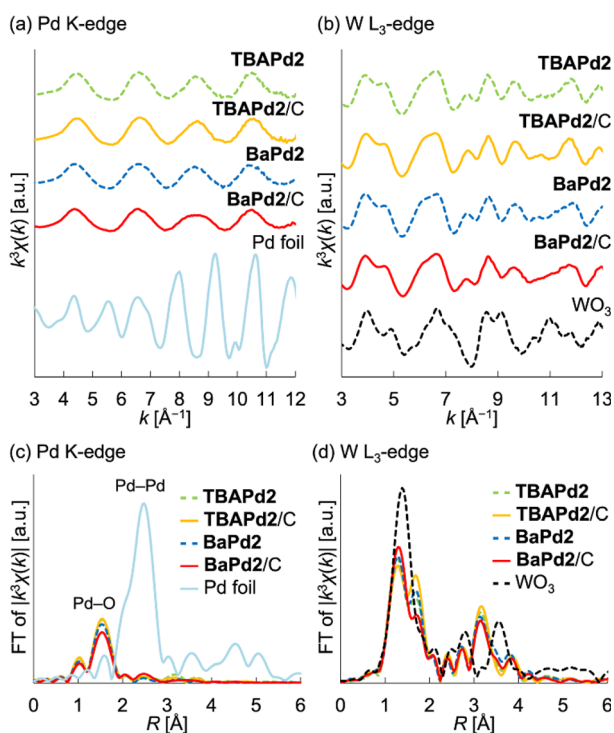 (a) Pd K-edge
TBAPd2
TBAPd2/C
BaPd2
BaPd2/C
Pd foil
k³χ(k) [a.u.]
3 4 5 6 7 8 9 10 11 12
k [Å⁻¹]
(b) W L₃-edge
TBAPd2
TBAPd2/C
BaPd2
BaPd2/C
WO₃
k³χ(k) [a.u.]
3 5 7 9 11 13
k [Å⁻¹]
(c) Pd K-edge
Pd–Pd
Pd–O
TBAPd2
TBAPd2/C
BaPd2
BaPd2/C
Pd foil
FT of |k³χ(k)| [a.u.]
0 1 2 3 4 5 6
R [Å]
(d) W L₃-edge
TBAPd2
TBAPd2/C
BaPd2
BaPd2/C
WO₃
FT of |k³χ(k)| [a.u.]
0 1 2 3 4 5 6
R [Å]